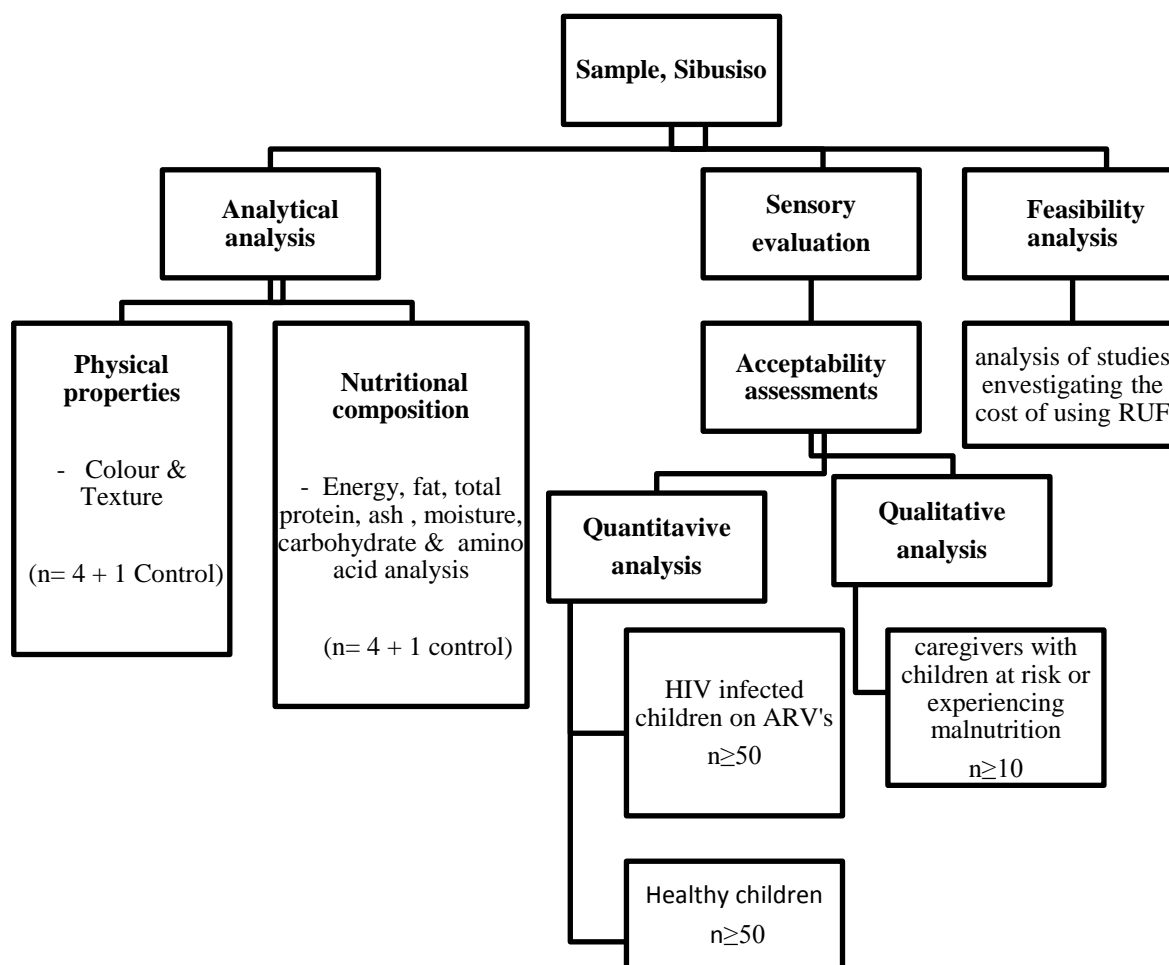 Sample, Sibusiso
Analytical
analysis
Sensory
evaluation
Feasibility
analysis
Physical
properties
- Colour &
Texture
(n= 4 + 1 Control)
Nutritional
composition
- Energy, fat, total
protein, ash , moisture,
carbohydrate & amino
acid analysis
(n= 4 + 1 control)
Acceptability
assessments
analysis of studies
envestigating the
cost of using RUF
Quantitavive
analysis
Qualitative
analysis
HIV infected
children on ARV's
n≥50
caregivers with
children at risk or
experiencing
malnutrition
n≥10
Healthy children
n≥50